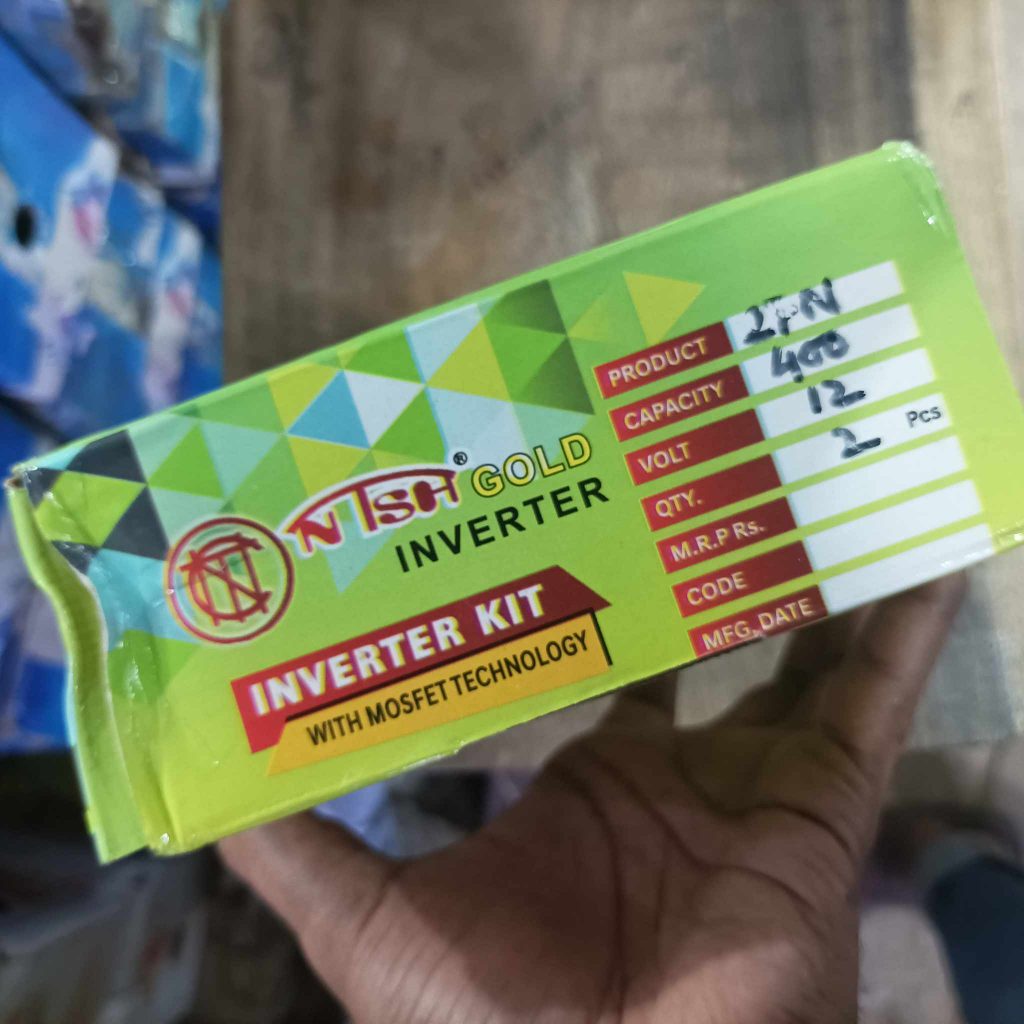 NTSCH® GOLD
INVERTER
INVERTER KIT
WITH MOSFET TECHNOLOGY
PRODUCT
CAPACITY 400
VOLT 12
QTY. 2 Pcs
M.R.P Rs.
CODE
MFG. DATE